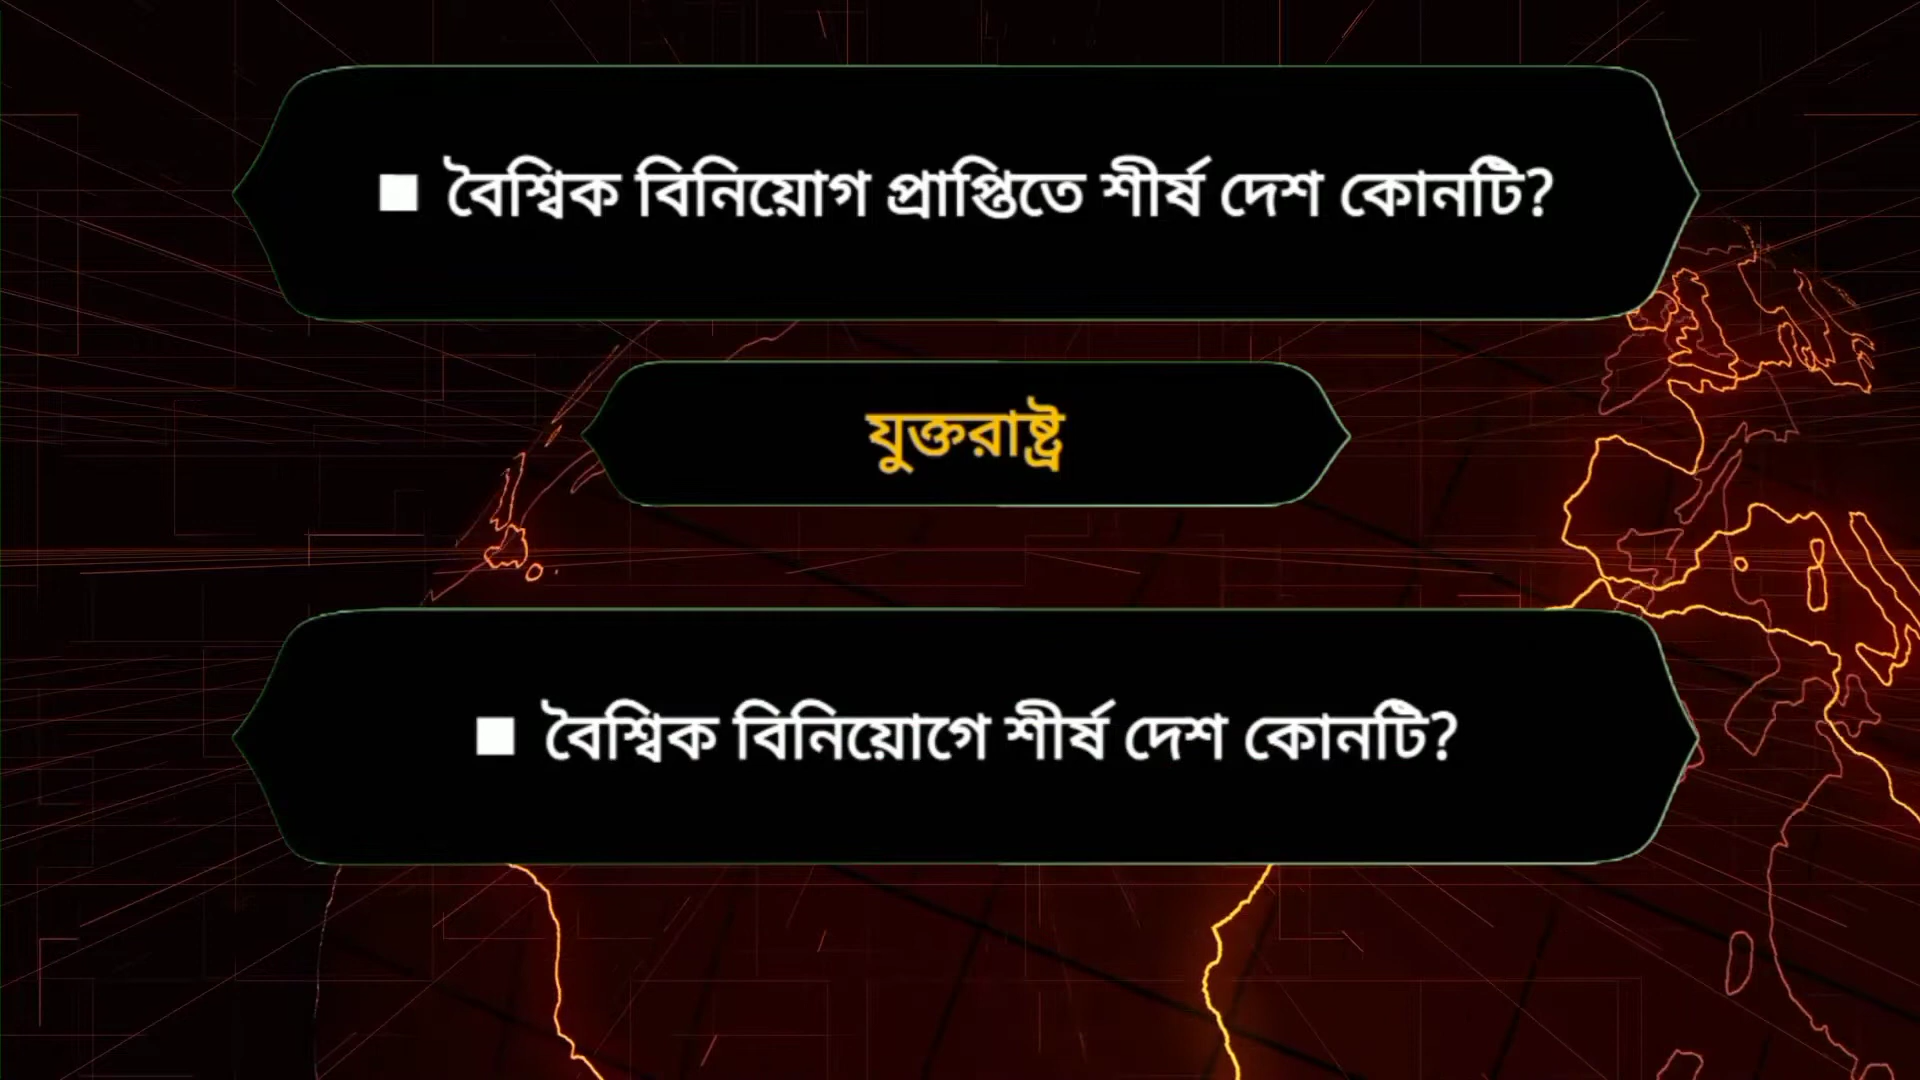 ■ বৈশ্বিক বিনিয়োগ প্রাপ্তিতে শীর্ষ দেশ কোনটি?
যুক্তরাষ্ট্র
■ বৈশ্বিক বিনিয়োগে শীর্ষ দেশ কোনটি?